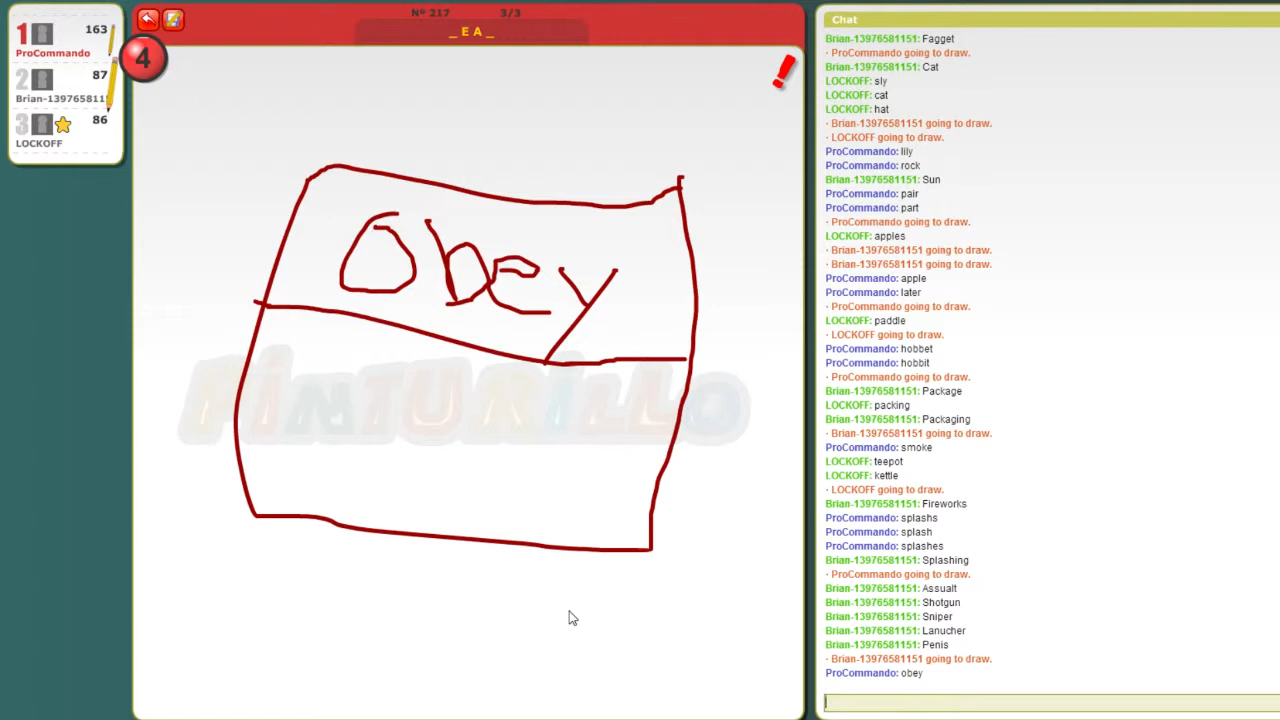 1 163
ProCommando
2 87
Brian-139765811
3 86
LOCKOFF
4
Nº 217 3/3
_ E A _
Obey
inTUNiLLO
Chat
Brian-13976581151: Fagget
· ProCommando going to draw.
Brian-13976581151: Cat
LOCKOFF: sly
LOCKOFF: cat
LOCKOFF: hat
· Brian-13976581151 going to draw.
· LOCKOFF going to draw.
ProCommando: lily
ProCommando: rock
Brian-13976581151: Sun
ProCommando: pair
ProCommando: part
· ProCommando going to draw.
LOCKOFF: apples
· Brian-13976581151 going to draw.
· Brian-13976581151 going to draw.
ProCommando: apple
ProCommando: later
· ProCommando going to draw.
LOCKOFF: paddle
· LOCKOFF going to draw.
ProCommando: hobbet
ProCommando: hobbit
· ProCommando going to draw.
Brian-13976581151: Package
LOCKOFF: packing
Brian-13976581151: Packaging
· Brian-13976581151 going to draw.
ProCommando: smoke
LOCKOFF: teepot
LOCKOFF: kettle
· LOCKOFF going to draw.
Brian-13976581151: Fireworks
ProCommando: splashs
ProCommando: splash
ProCommando: splashes
Brian-13976581151: Splashing
· ProCommando going to draw.
Brian-13976581151: Assualt
Brian-13976581151: Shotgun
Brian-13976581151: Sniper
Brian-13976581151: Lanucher
Brian-13976581151: Penis
· Brian-13976581151 going to draw.
ProCommando: obey